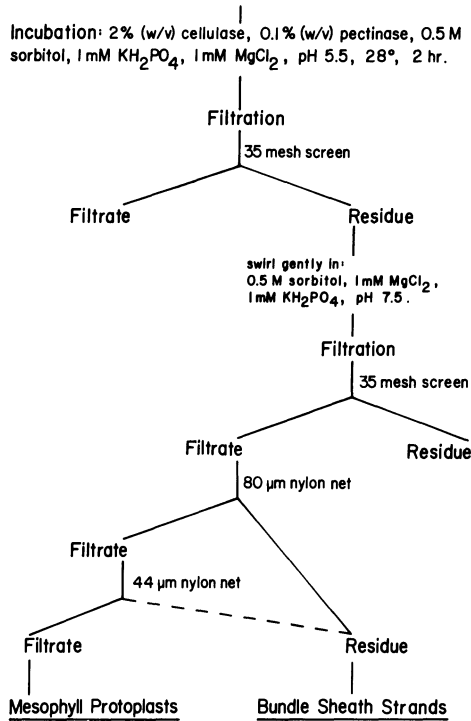 Incubation: 2% (w/v) cellulase, 0.1% (w/v) pectinase, 0.5 M
sorbitol, 1 mM KH2PO4, 1 mM MgCl2, pH 5.5, 28°, 2 hr.
Filtration
35 mesh screen
Filtrate
Residue
swirl gently in:
0.5 M sorbitol, 1 mM MgCl2,
1 mM KH2PO4, pH 7.5.
Filtration
35 mesh screen
Filtrate
Residue
80 µm nylon net
Filtrate
44 µm nylon net
Filtrate
Residue
Mesophyll Protoplasts
Bundle Sheath Strands